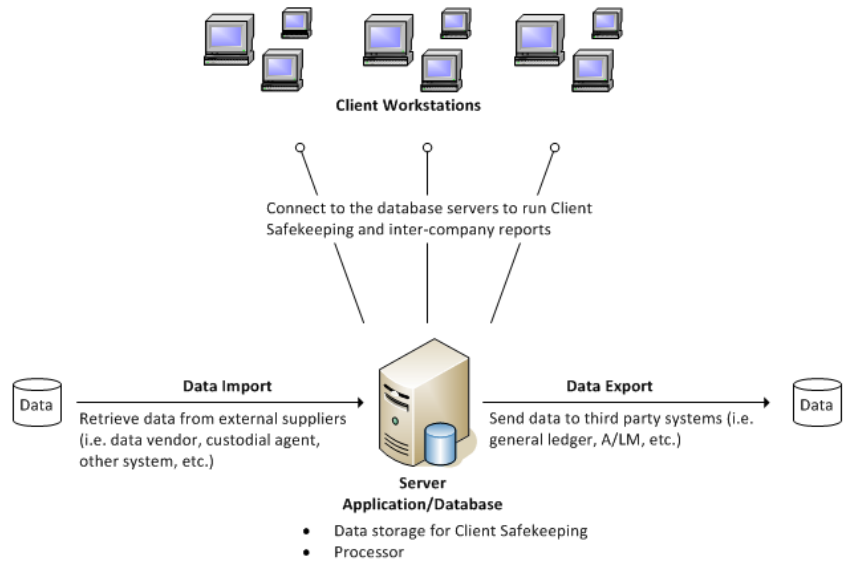 Client Workstations
Connect to the database servers to run Client
Safekeeping and inter-company reports
Data
Data Import
Retrieve data from external suppliers
(i.e. data vendor, custodial agent,
other system, etc.)
Data Export
Send data to third party systems (i.e.
general ledger, A/LM, etc.)
Data
Server
Application/Database
• Data storage for Client Safekeeping
• Processor